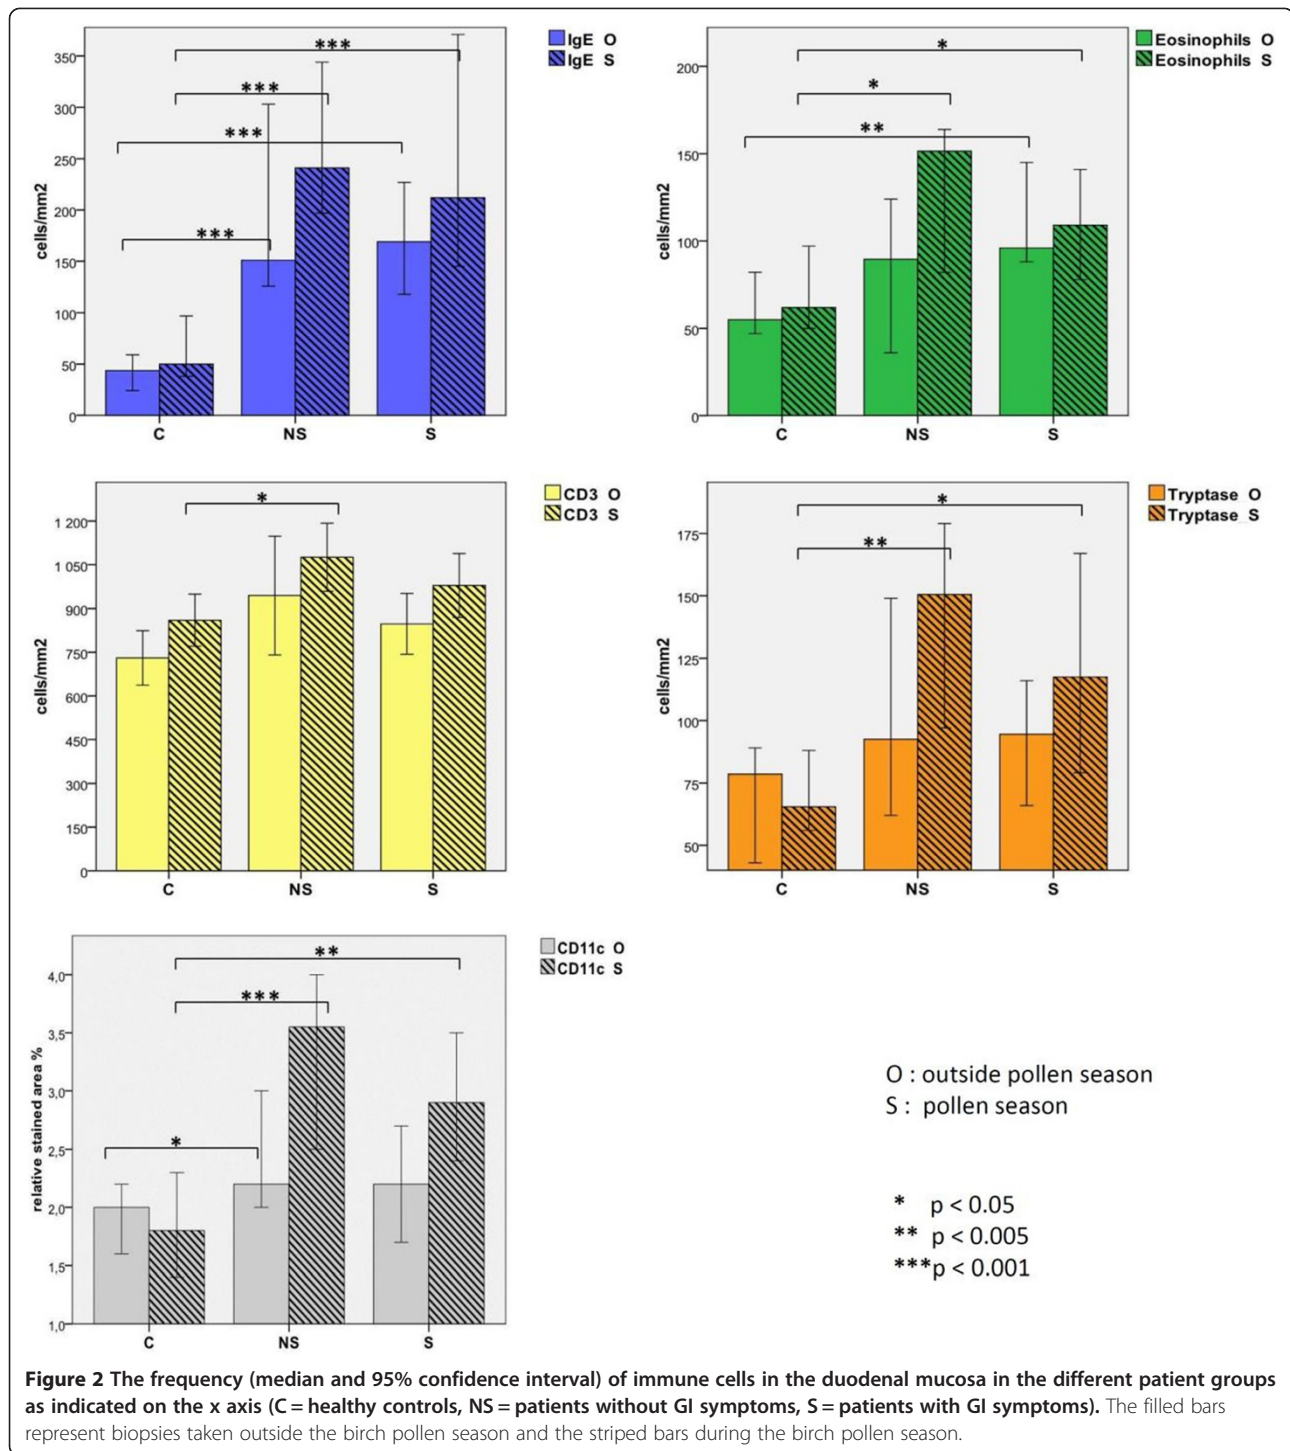 IgE O
IgE S
***
***
***
***
cells/mm2
350
300
250
200
150
100
50
0
C NS S
Eosinophils O
Eosinophils S
*
*
**
cells/mm2
200
150
100
50
0
C NS S
CD3 O
CD3 S
*
cells/mm2
1 200
1 050
900
750
600
450
300
150
0
C NS S
Tryptase O
Tryptase S
*
**
cells/mm2
175
150
125
100
75
50
C NS S
CD11c O
CD11c S
**
***
*
relative stained area %
4,0
3,5
3,0
2,5
2,0
1,5
1,0
C NS S
O : outside pollen season
S : pollen season
* p < 0.05
** p < 0.005
***p < 0.001
Figure 2 The frequency (median and 95% confidence interval) of immune cells in the duodenal mucosa in the different patient groups
as indicated on the x axis (C = healthy controls, NS = patients without GI symptoms, S = patients with GI symptoms). The filled bars
represent biopsies taken outside the birch pollen season and the striped bars during the birch pollen season.